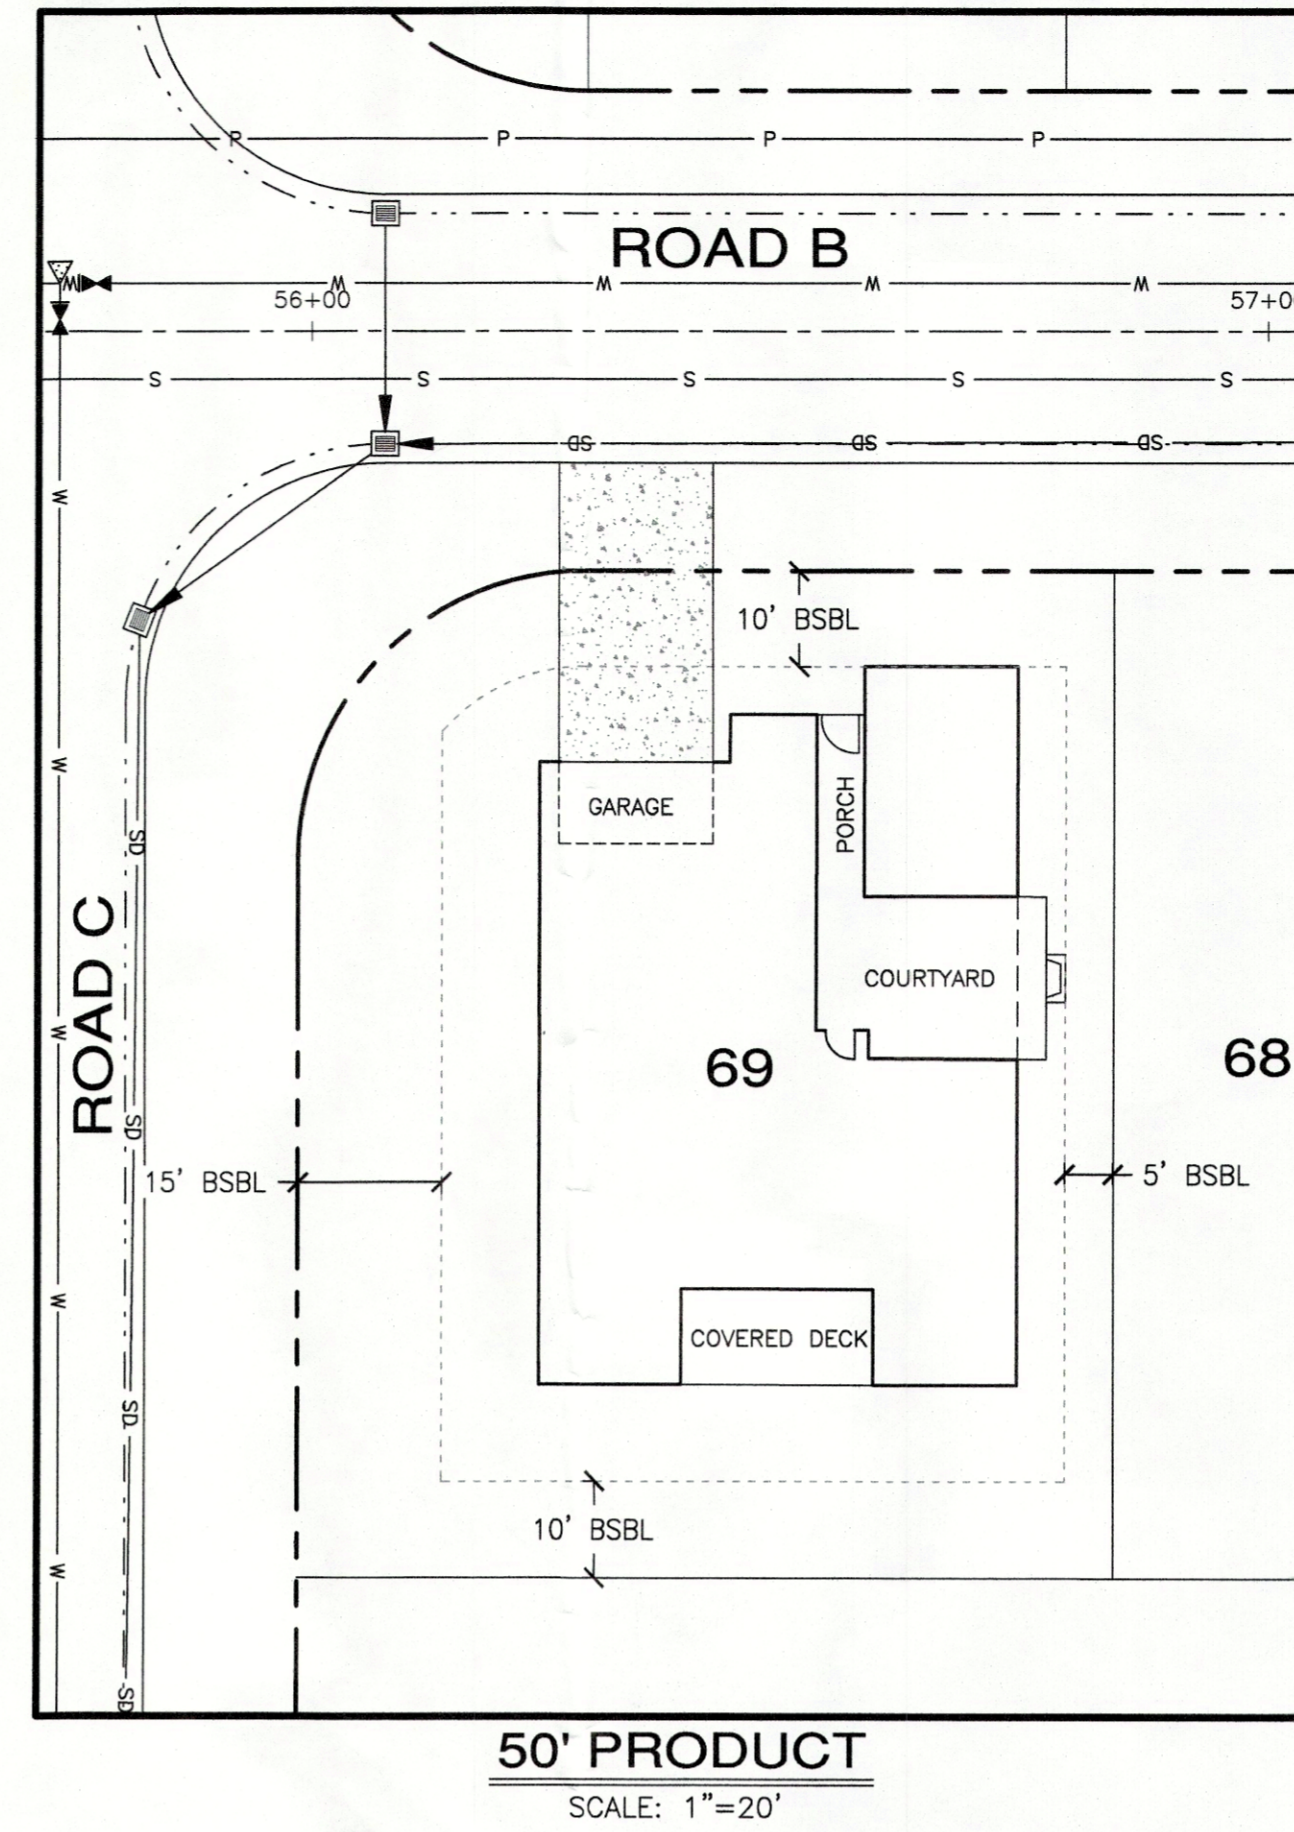 P P P P
ROAD B
W W W W W
56+00
57+0
S S S S S
SD SD SD
W
10' BSBL
W
GARAGE
PORCH
SD
ROAD C
COURTYARD
W
69
68
SD
15' BSBL
5' BSBL
W
COVERED DECK
SD
10' BSBL
W
SD
50' PRODUCT
SCALE: 1"=20'